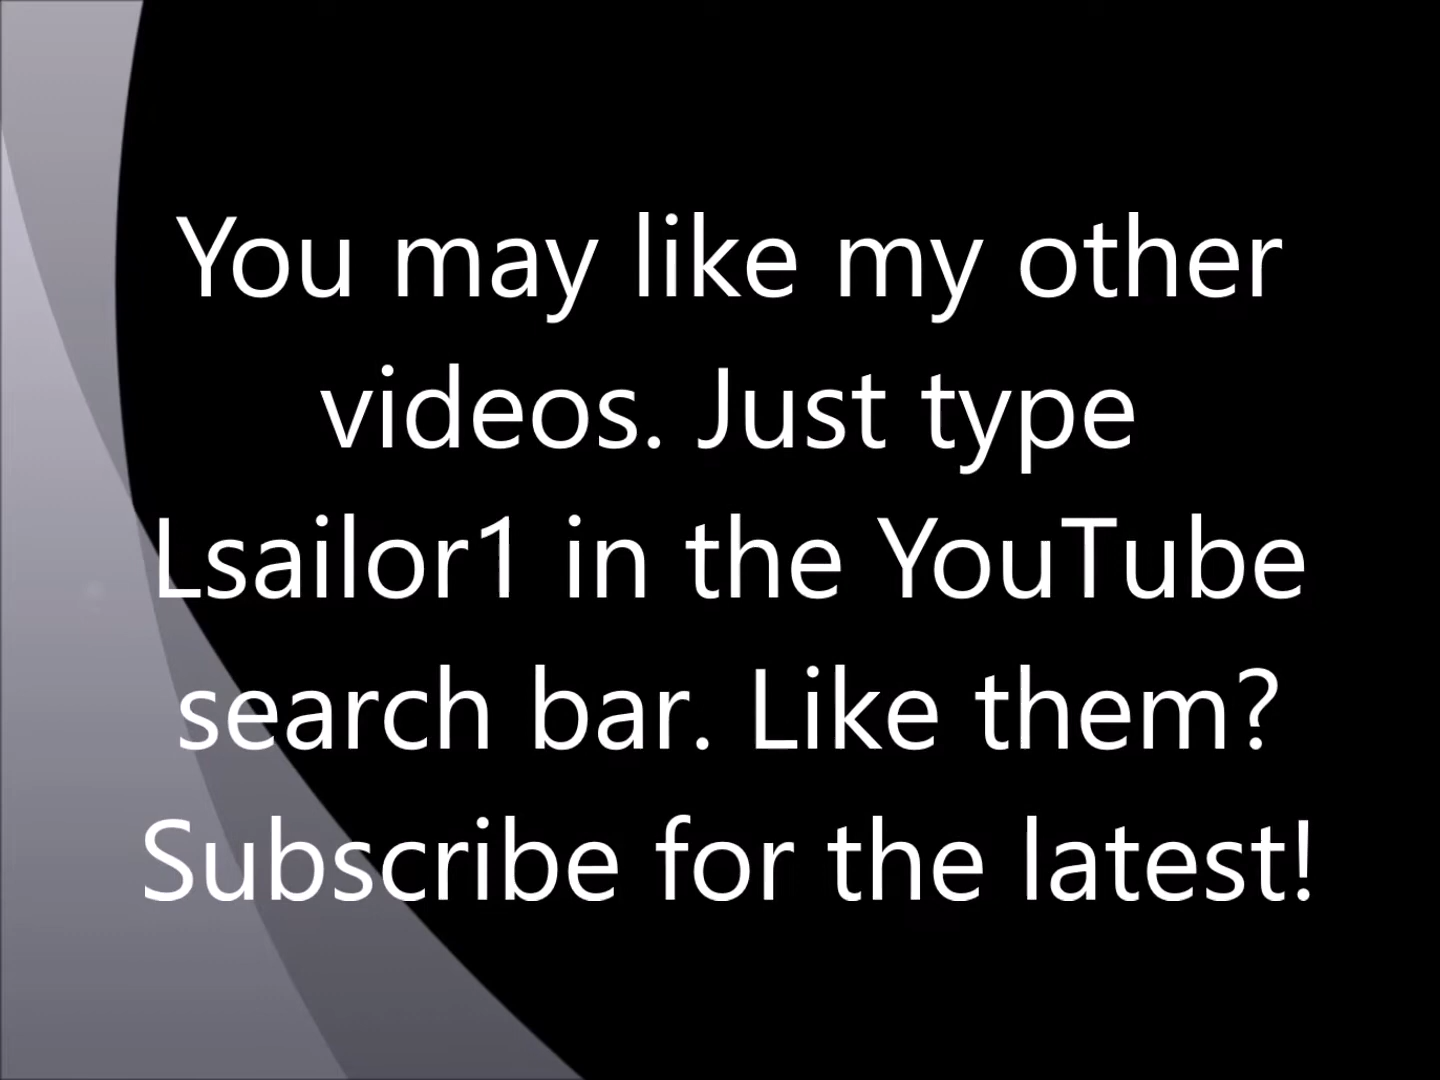 You may like my other
videos. Just type
Lsailor1 in the YouTube
search bar. Like them?
Subscribe for the latest!